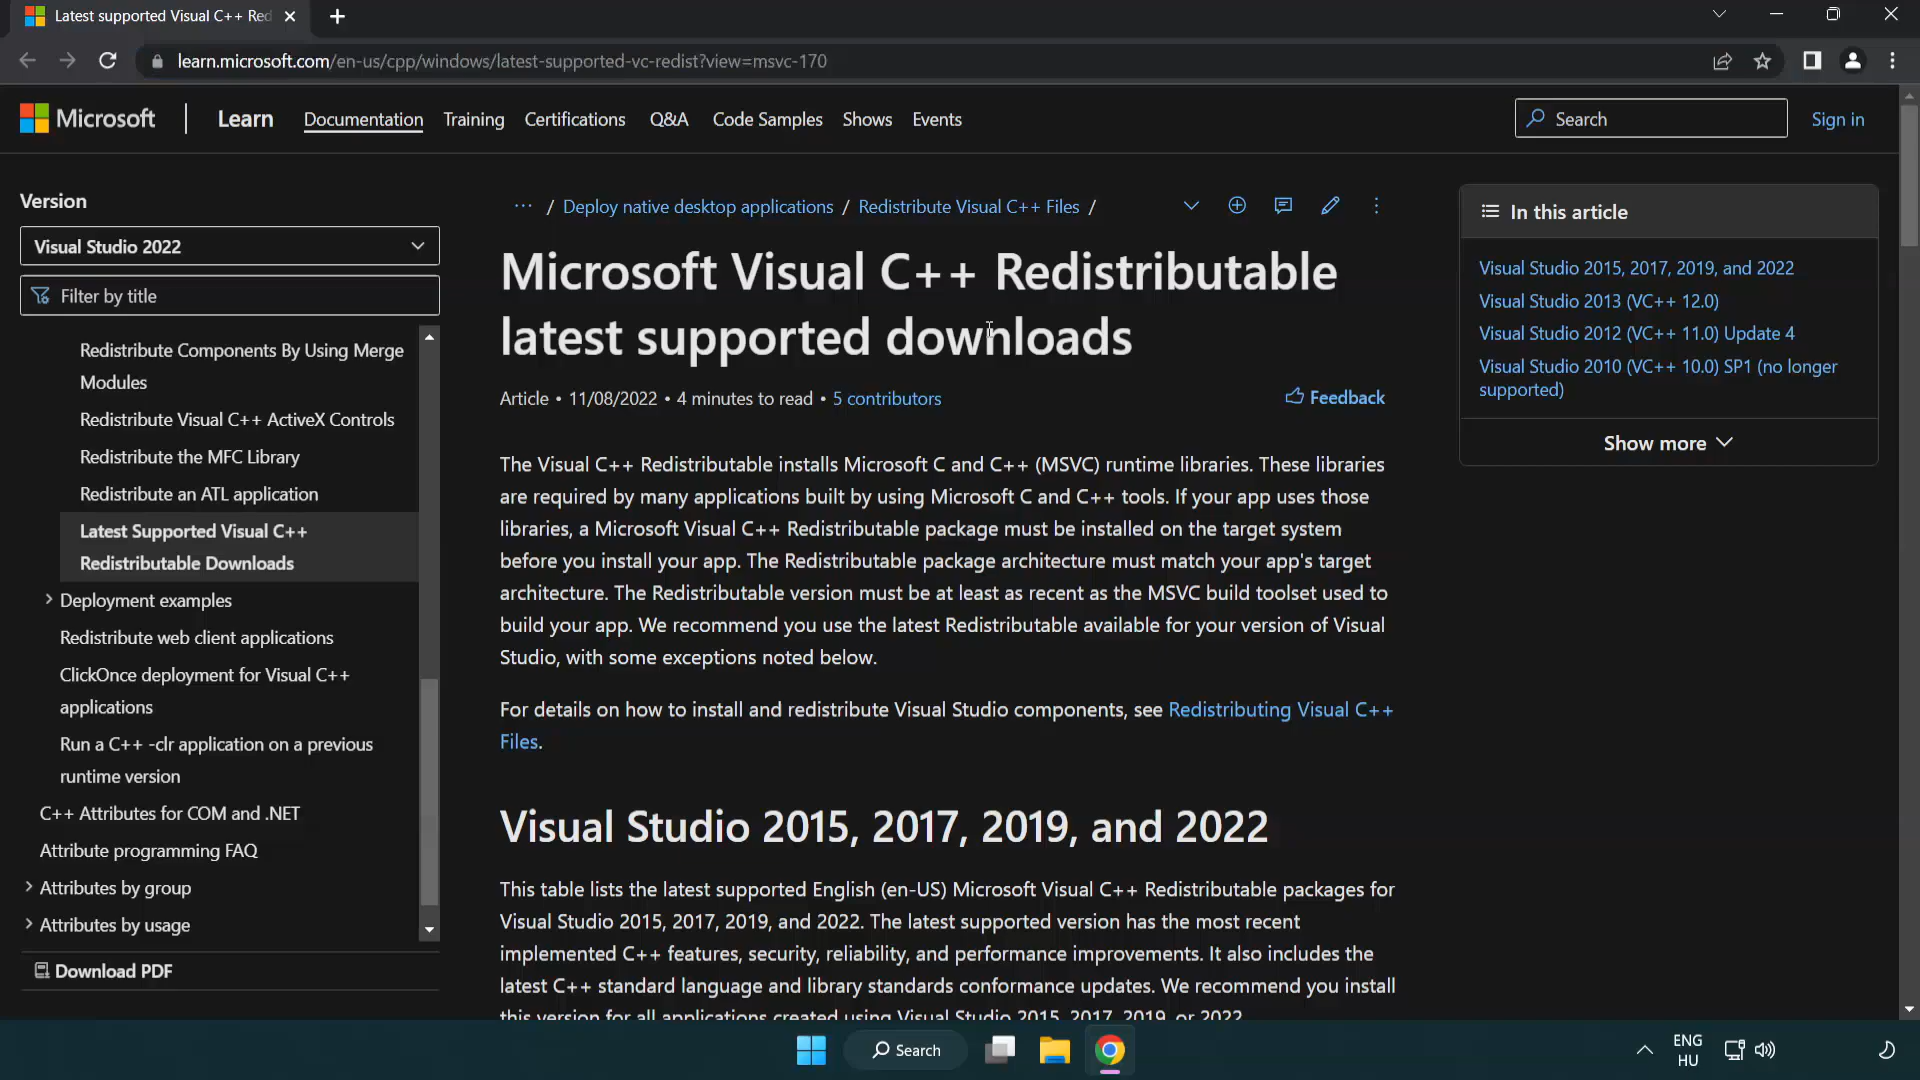 Latest supported Visual C++ Red
learn.microsoft.com/en-us/cpp/windows/latest-supported-vc-redist?view=msvc-170
Microsoft
Learn
Documentation
Training
Certifications
Q&A
Code Samples
Shows
Events
Search
Sign in
Version
Visual Studio 2022
Filter by title
Redistribute Components By Using Merge
Modules
Redistribute Visual C++ ActiveX Controls
Redistribute the MFC Library
Redistribute an ATL application
Latest Supported Visual C++
Redistributable Downloads
Deployment examples
Redistribute web client applications
ClickOnce deployment for Visual C++
applications
Run a C++ -clr application on a previous
runtime version
C++ Attributes for COM and .NET
Attribute programming FAQ
Attributes by group
Attributes by usage
Download PDF
··· / Deploy native desktop applications / Redistribute Visual C++ Files /
Microsoft Visual C++ Redistributable
latest supported downloads
Article • 11/08/2022 • 4 minutes to read • 5 contributors
Feedback
The Visual C++ Redistributable installs Microsoft C and C++ (MSVC) runtime libraries. These libraries
are required by many applications built by using Microsoft C and C++ tools. If your app uses those
libraries, a Microsoft Visual C++ Redistributable package must be installed on the target system
before you install your app. The Redistributable package architecture must match your app's target
architecture. The Redistributable version must be at least as recent as the MSVC build toolset used to
build your app. We recommend you use the latest Redistributable available for your version of Visual
Studio, with some exceptions noted below.
For details on how to install and redistribute Visual Studio components, see Redistributing Visual C++
Files.
Visual Studio 2015, 2017, 2019, and 2022
This table lists the latest supported English (en-US) Microsoft Visual C++ Redistributable packages for
Visual Studio 2015, 2017, 2019, and 2022. The latest supported version has the most recent
implemented C++ features, security, reliability, and performance improvements. It also includes the
latest C++ standard language and library standards conformance updates. We recommend you install
this version for all applications created using Visual Studio 2015, 2017, 2019, or 2022.
In this article
Visual Studio 2015, 2017, 2019, and 2022
Visual Studio 2013 (VC++ 12.0)
Visual Studio 2012 (VC++ 11.0) Update 4
Visual Studio 2010 (VC++ 10.0) SP1 (no longer
supported)
Show more
Search
ENG
HU